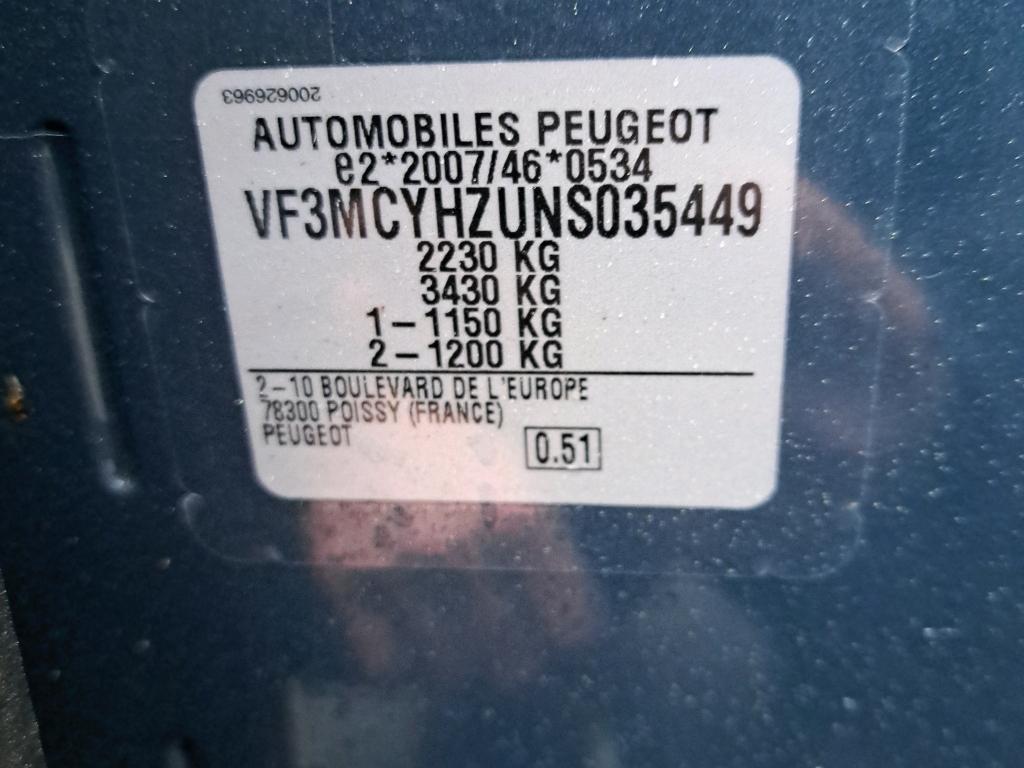 200626963
AUTOMOBILES PEUGEOT
e2*2007/46*0534
VF3MCYHZUNS035449
2230 KG
3430 KG
1–1150 KG
2–1200 KG
2–10 BOULEVARD DE L'EUROPE
78300 POISSY (FRANCE)
PEUGEOT
0.51